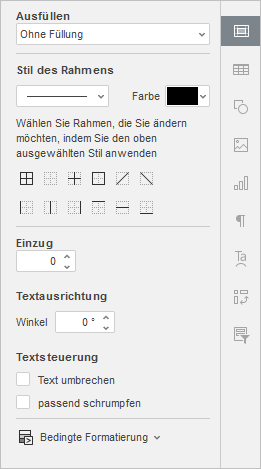 Ausfüllen
Ohne Füllung
Stil des Rahmens
Farbe
Wählen Sie Rahmen, die Sie ändern
möchten, indem Sie den oben
ausgewählten Stil anwenden
Einzug
0
Textausrichtung
Winkel 0 °
Textsteuerung
Text umbrechen
passend schrumpfen
Bedingte Formatierung
Ta